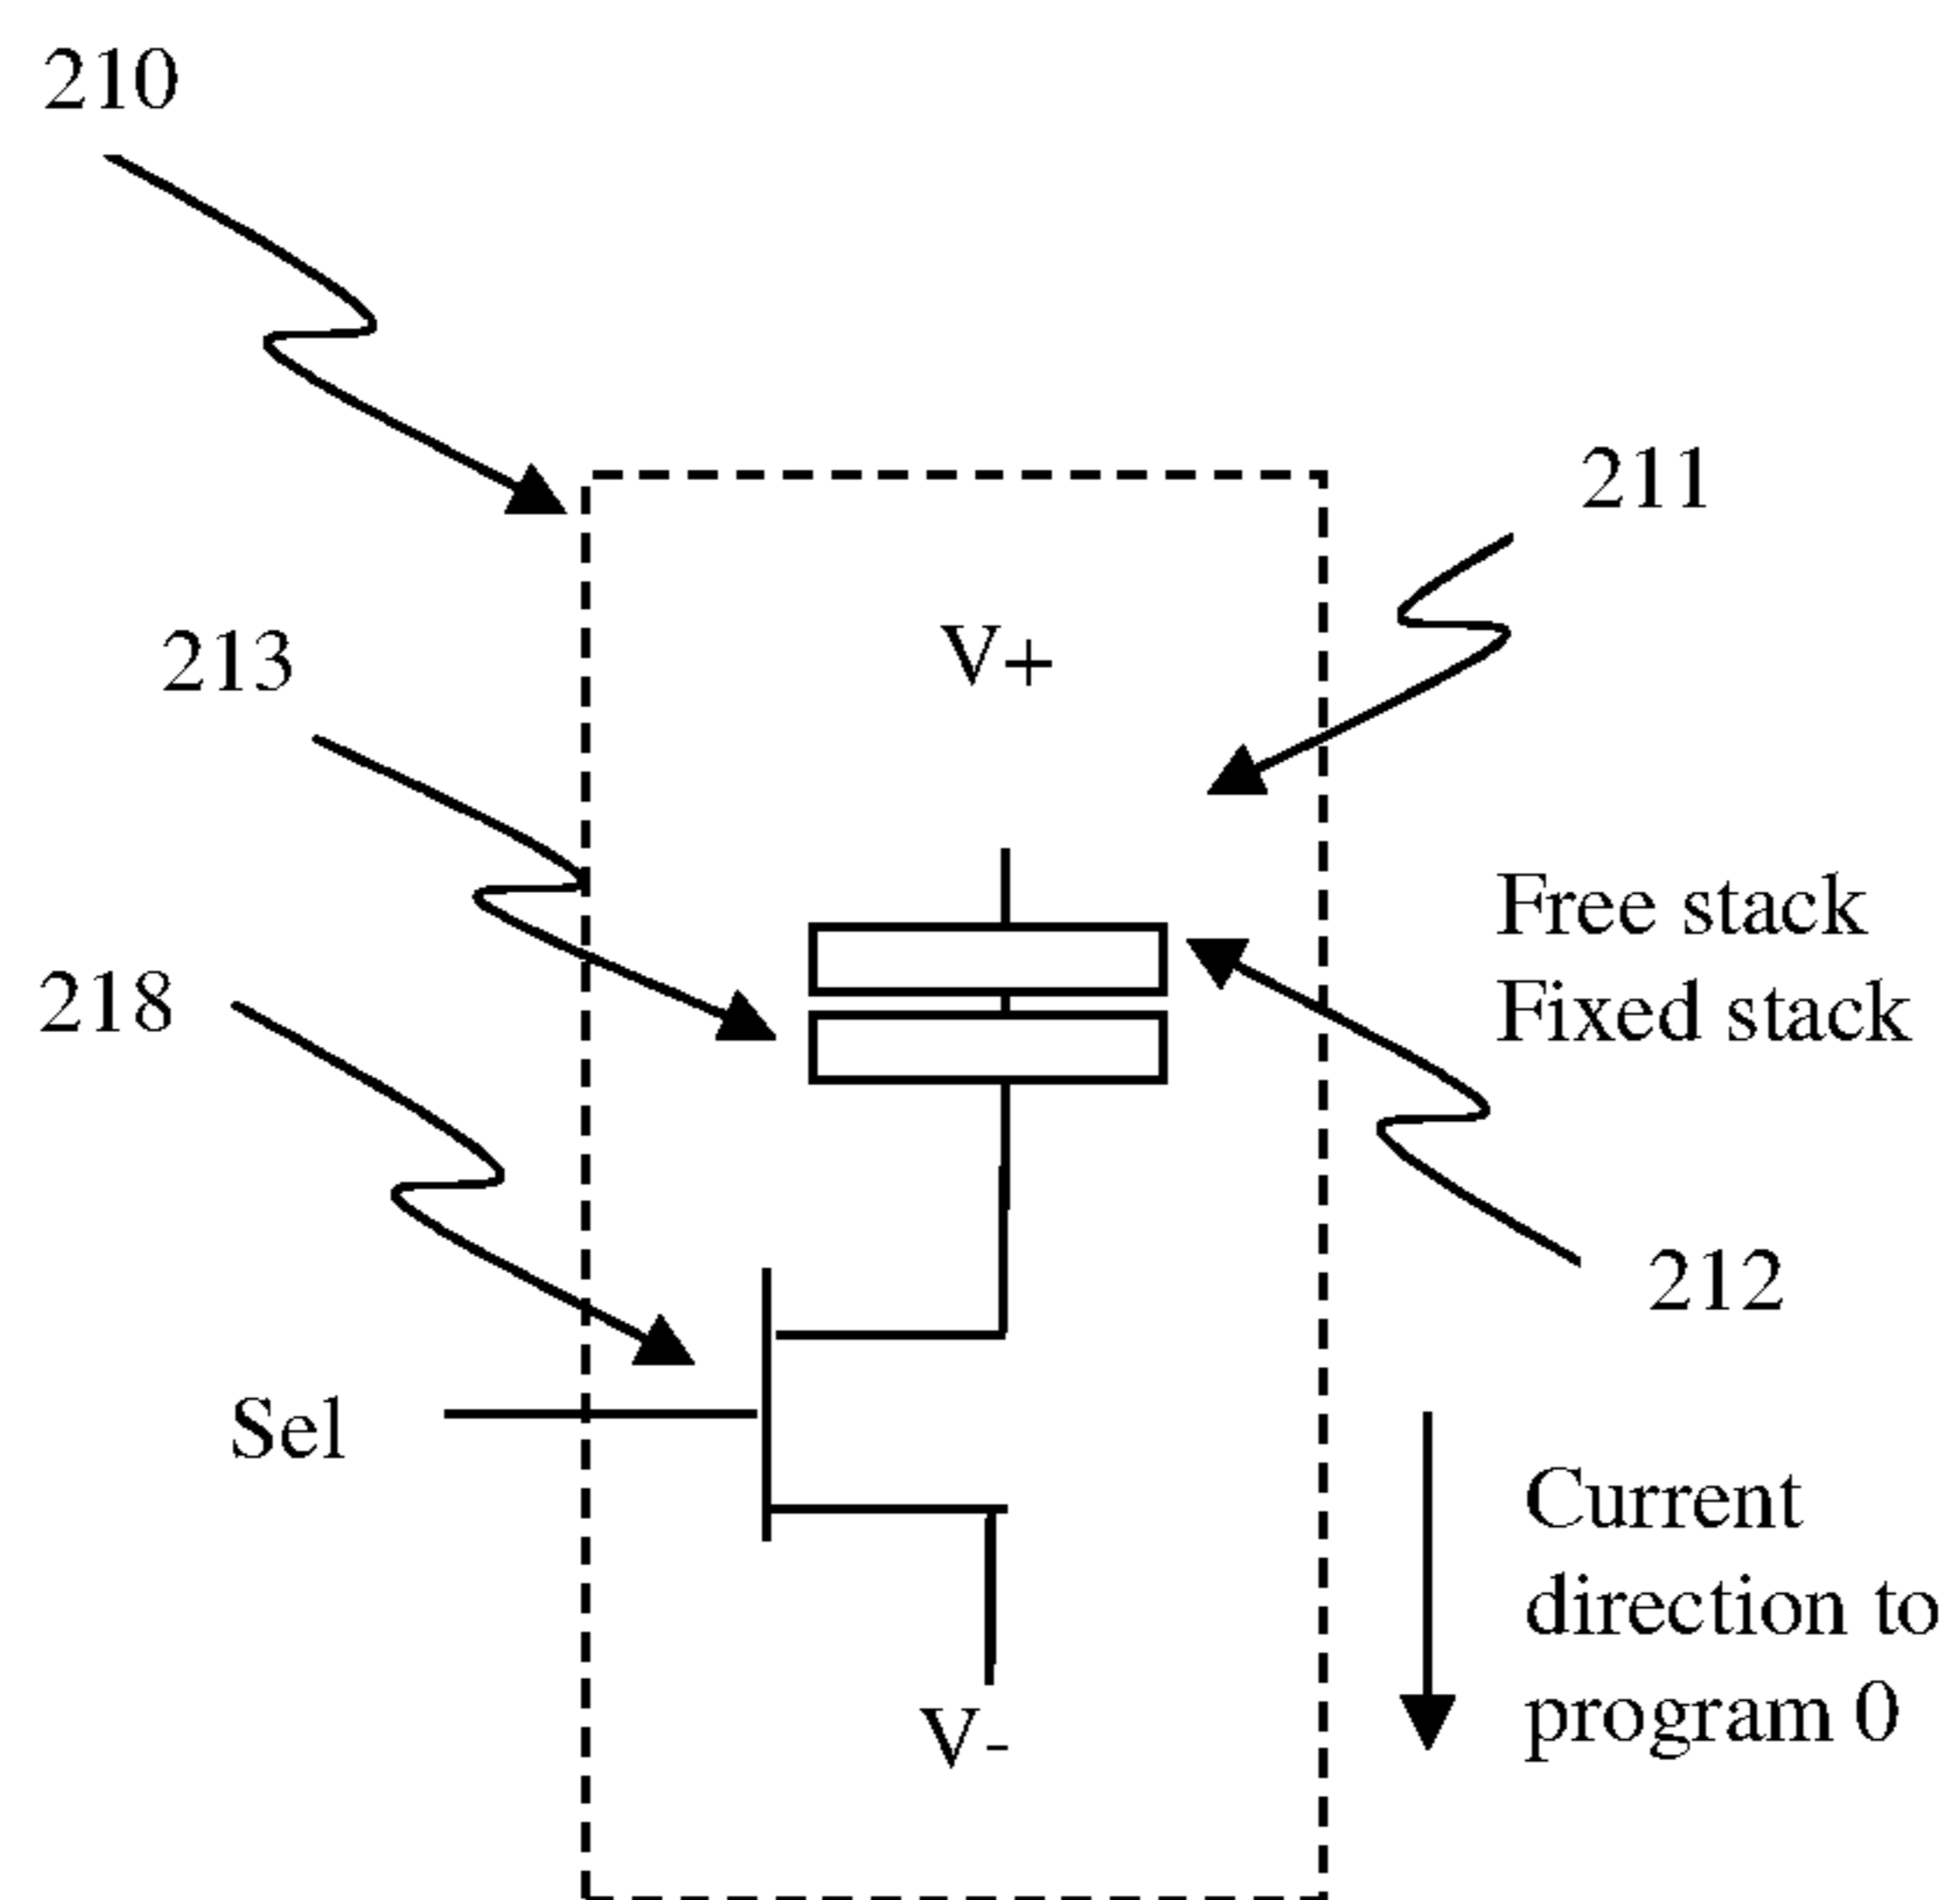 210
211
213
V+
Free stack
Fixed stack
218
212
Sel
Current
direction to
program 0
V-